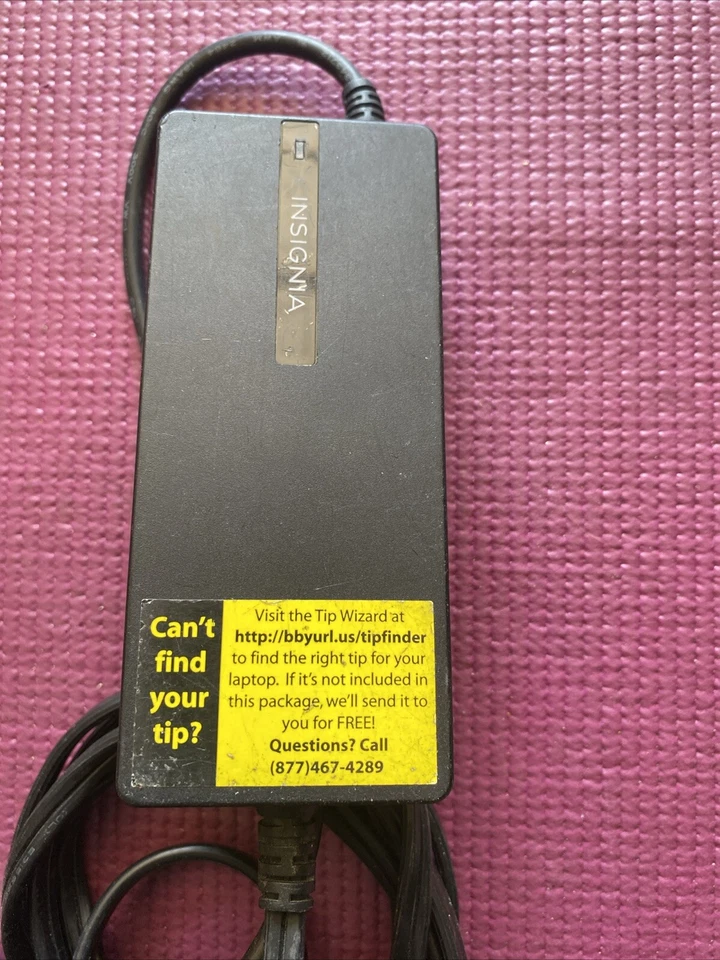 INSIGNIA
Can't
find
your
tip?
Visit the Tip Wizard at
http://bbyurl.us/tipfinder
to find the right tip for your
laptop. If it's not included in
this package, we'll send it to
you for FREE!
Questions? Call
(877)467-4289